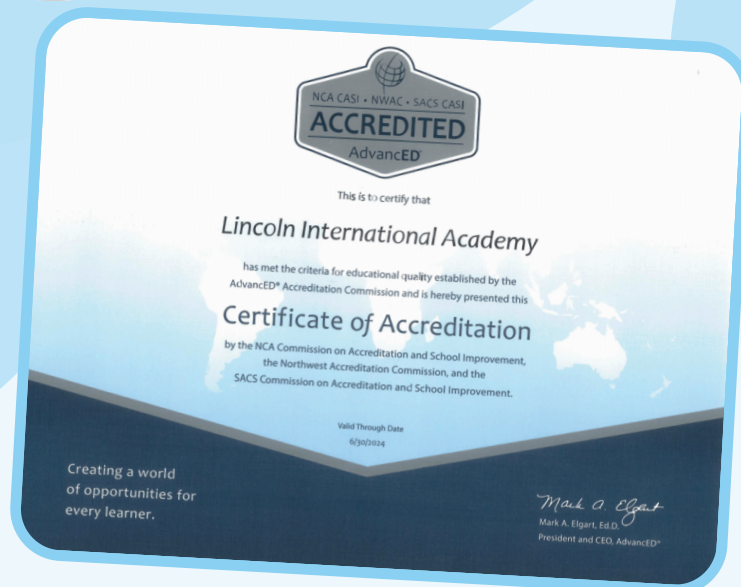 NCA CASI • NWAC • SACS CASI
ACCREDITED
AdvancED
This is to certify that
Lincoln International Academy
has met the criteria for educational quality established by the
AdvancED® Accreditation Commission and is hereby presented this
Certificate of Accreditation
by the NCA Commission on Accreditation and School Improvement,
the Northwest Accreditation Commission, and the
SACS Commission on Accreditation and School Improvement.
Valid Through Date
6/30/2024
Creating a world
of opportunities for
every learner.
Mark A. Elgart
Mark A. Elgart, Ed.D.
President and CEO, AdvancED®